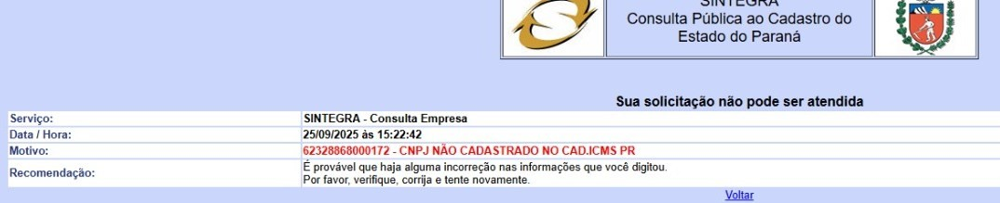 SINTEGRA
Consulta Pública ao Cadastro do
Estado do Paraná
Sua solicitação não pode ser atendida
Serviço: SINTEGRA - Consulta Empresa
Data / Hora: 25/09/2025 às 15:22:42
Motivo: 62328868000172 - CNPJ NÃO CADASTRADO NO CAD.ICMS PR
Recomendação: É provável que haja alguma incorreção nas informações que você digitou.
Por favor, verifique, corrija e tente novamente.
Voltar